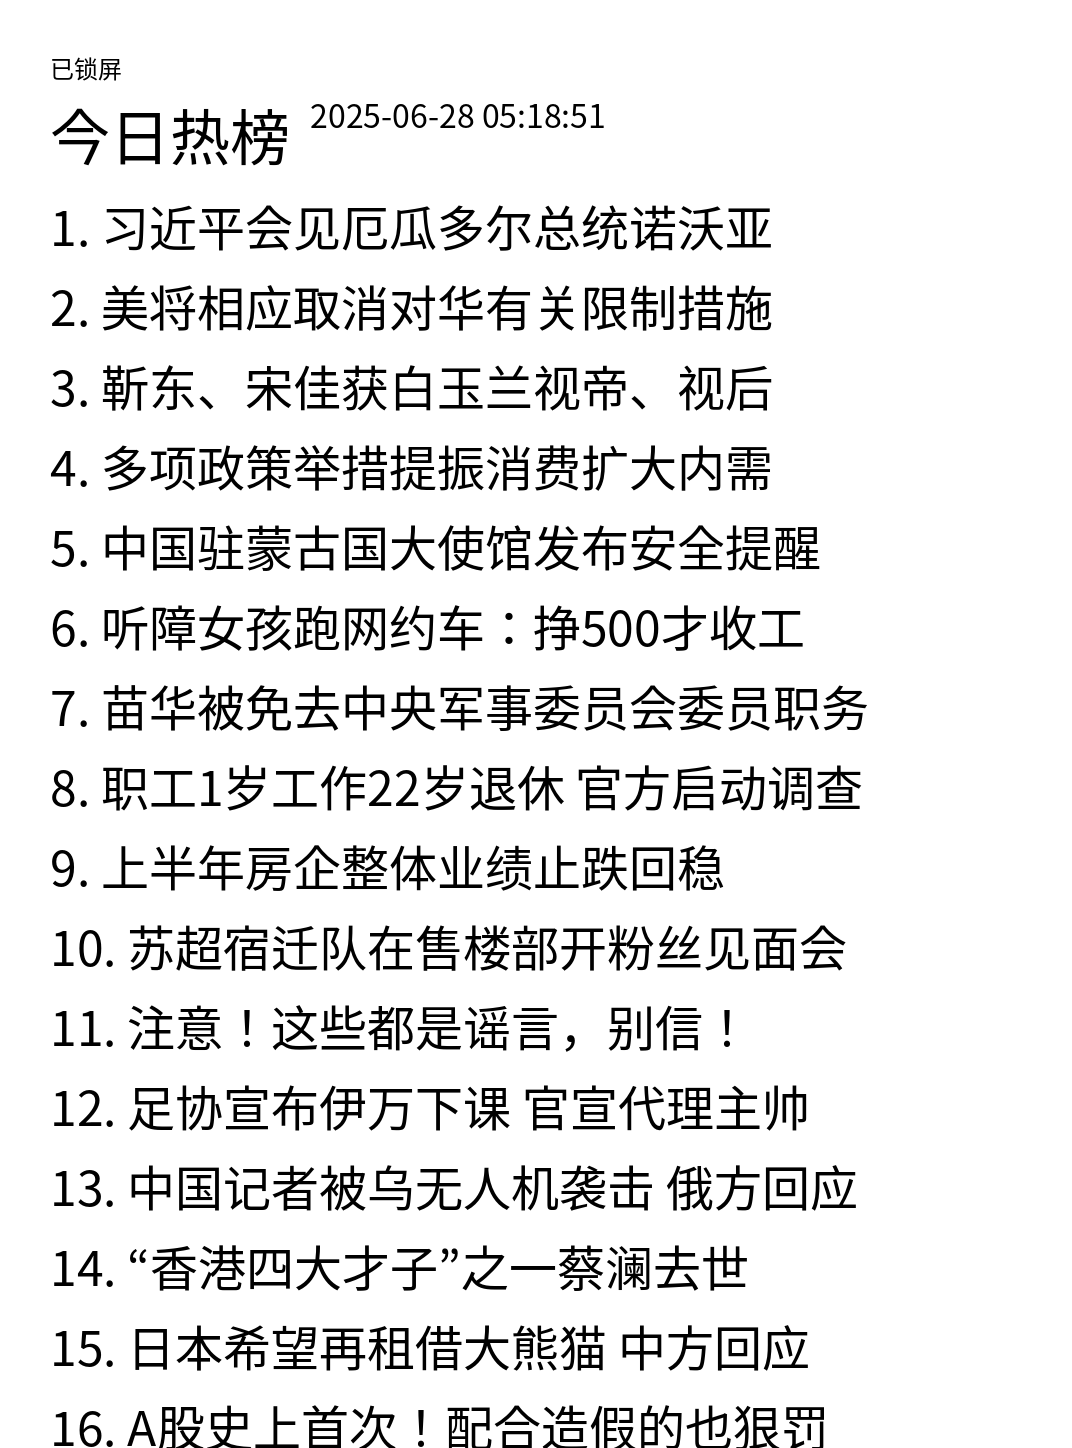 已锁屏
今日热榜 2025-06-28 05:18:51
1. 习近平会见厄瓜多尔总统诺沃亚
2. 美将相应取消对华有关限制措施
3. 靳东、宋佳获白玉兰视帝、视后
4. 多项政策举措提振消费扩大内需
5. 中国驻蒙古国大使馆发布安全提醒
6. 听障女孩跑网约车：挣500才收工
7. 苗华被免去中央军事委员会委员职务
8. 职工1岁工作22岁退休 官方启动调查
9. 上半年房企整体业绩止跌回稳
10. 苏超宿迁队在售楼部开粉丝见面会
11. 注意！这些都是谣言，别信！
12. 足协宣布伊万下课 官宣代理主帅
13. 中国记者被乌无人机袭击 俄方回应
14. “香港四大才子”之一蔡澜去世
15. 日本希望再租借大熊猫 中方回应
16. A股史上首次！配合造假的也狠罚